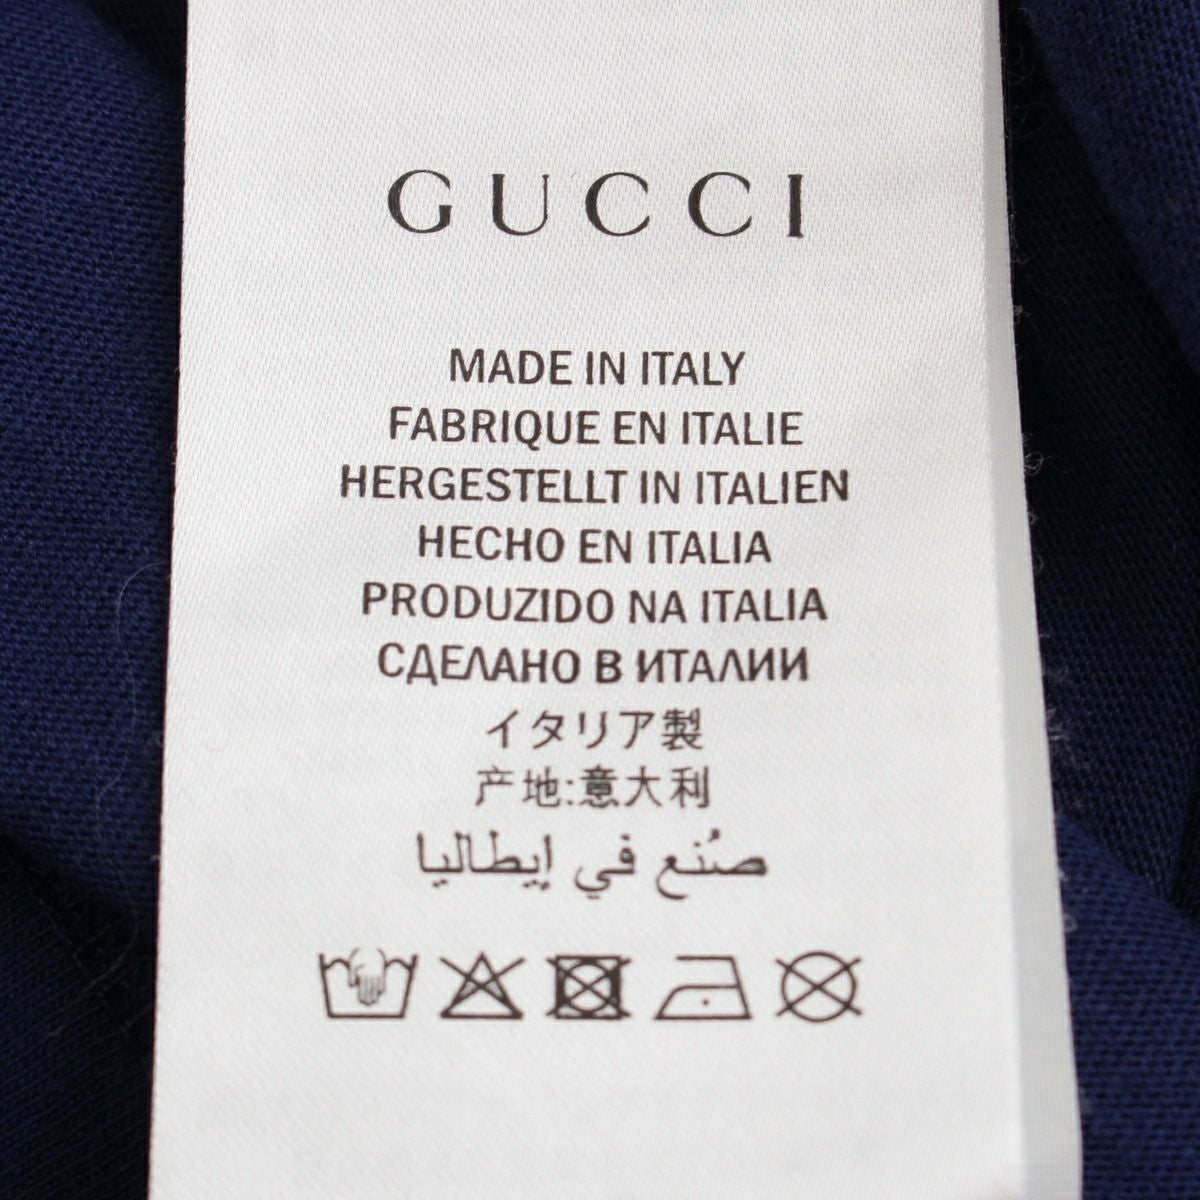 GUCCI
MADE IN ITALY
FABRIQUE EN ITALIE
HERGESTELLT IN ITALIEN
HECHO EN ITALIA
PRODUZIDO NA ITALIA
СДЕЛАНО В ИТАЛИИ
イタリア製
产地:意大利
صُنع في إيطاليا